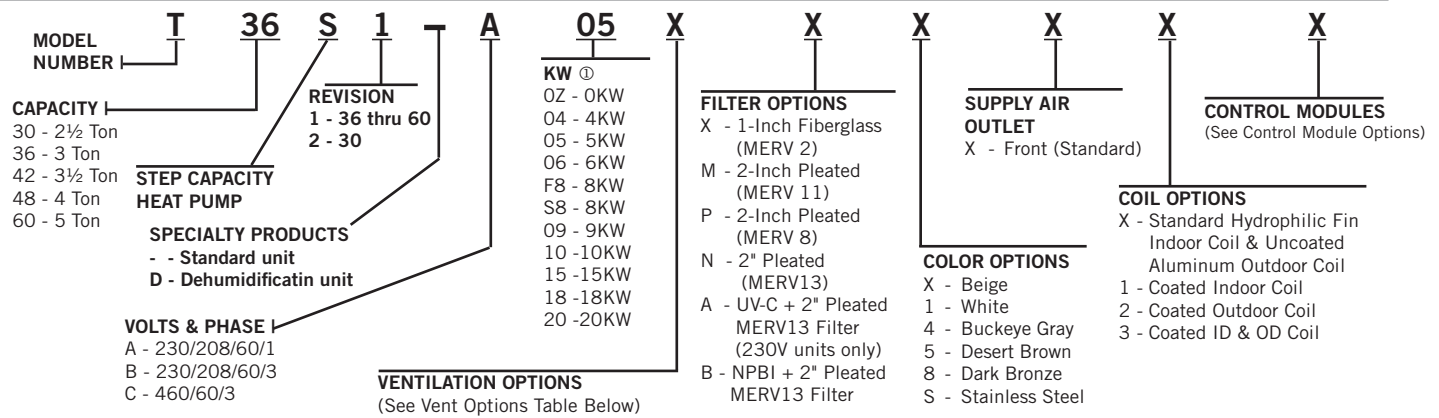 T 36 S 1 - A 05 X X X X X X
MODEL
NUMBER
CAPACITY
30 - 2½ Ton
36 - 3 Ton
42 - 3½ Ton
48 - 4 Ton
60 - 5 Ton
STEP CAPACITY
HEAT PUMP
REVISION
1 - 36 thru 60
2 - 30
SPECIALTY PRODUCTS
- - Standard unit
D - Dehumidificatin unit
VOLTS & PHASE
A - 230/208/60/1
B - 230/208/60/3
C - 460/60/3
KW ①
0Z - 0KW
04 - 4KW
05 - 5KW
06 - 6KW
F8 - 8KW
S8 - 8KW
09 - 9KW
10 -10KW
15 -15KW
18 -18KW
20 -20KW
VENTILATION OPTIONS
(See Vent Options Table Below)
FILTER OPTIONS
X - 1-Inch Fiberglass
(MERV 2)
M - 2-Inch Pleated
(MERV 11)
P - 2-Inch Pleated
(MERV 8)
N - 2" Pleated
(MERV13)
A - UV-C + 2" Pleated
MERV13 Filter
(230V units only)
B - NPBI + 2" Pleated
MERV13 Filter
COLOR OPTIONS
X - Beige
1 - White
4 - Buckeye Gray
5 - Desert Brown
8 - Dark Bronze
S - Stainless Steel
SUPPLY AIR
OUTLET
X - Front (Standard)
COIL OPTIONS
X - Standard Hydrophilic Fin
Indoor Coil & Uncoated
Aluminum Outdoor Coil
1 - Coated Indoor Coil
2 - Coated Outdoor Coil
3 - Coated ID & OD Coil
CONTROL MODULES
(See Control Module Options)